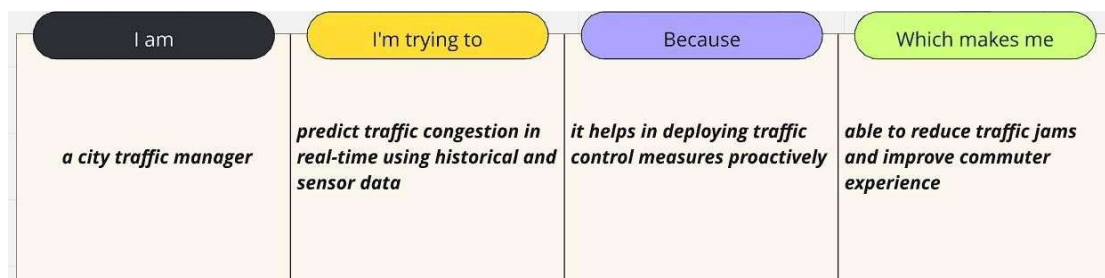 I am
I'm trying to
Because
Which makes me
a city traffic manager
predict traffic congestion in
real-time using historical and
sensor data
it helps in deploying traffic
control measures proactively
able to reduce traffic jams
and improve commuter
experience